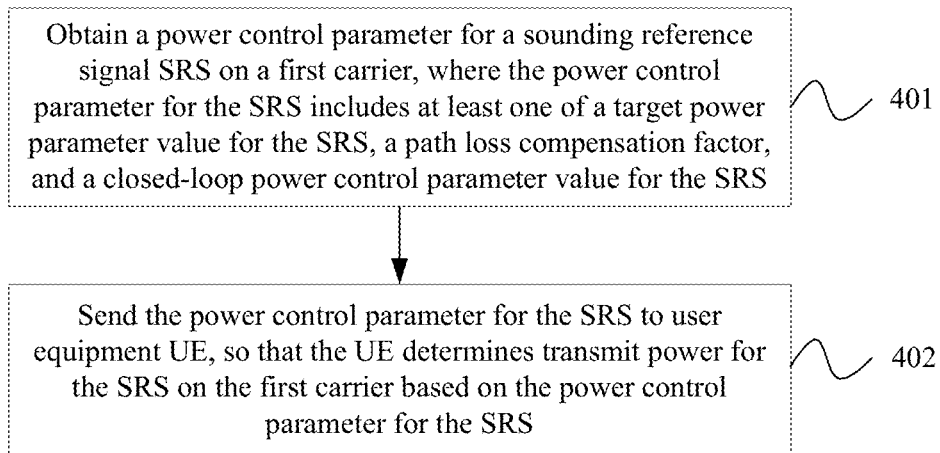 Obtain a power control parameter for a sounding reference
signal SRS on a first carrier, where the power control
parameter for the SRS includes at least one of a target power
parameter value for the SRS, a path loss compensation factor,
and a closed-loop power control parameter value for the SRS
401
Send the power control parameter for the SRS to user
equipment UE, so that the UE determines transmit power for
the SRS on the first carrier based on the power control
parameter for the SRS
402